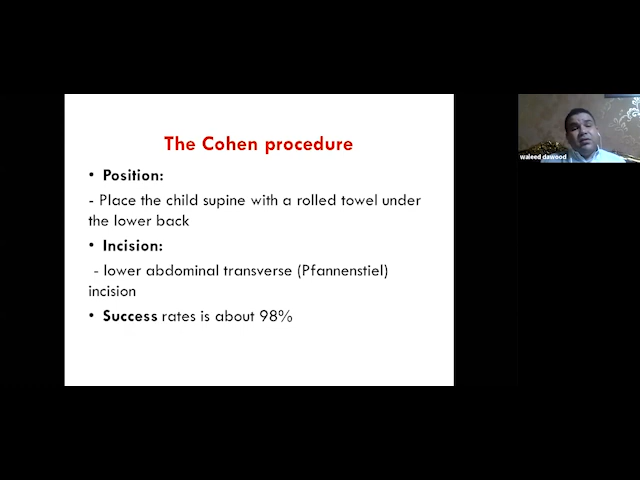 The Cohen procedure
• Position:
- Place the child supine with a rolled towel under
the lower back
• Incision:
- lower abdominal transverse (Pfannenstiel)
incision
• Success rates is about 98%
waleed dawood